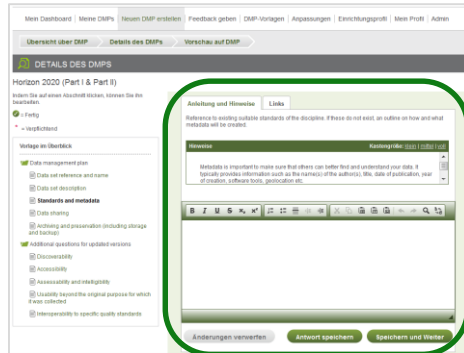 Mein Dashboard | Meine DMPs | Neuen DMP erstellen | Feedback geben | DMP-Vorlagen | Anpassungen | Einrichtungsprofil | Mein Profil | Admin
Übersicht über DMP
Details des DMPs
Vorschau auf DMP
DETAILS DES DMPS
Horizon 2020 (Part I & Part II)
Indem Sie auf einen Abschnitt klicken, können Sie ihn
bearbeiten.
= Fertig
* = Verpflichtend
Vorlage im Überblick
Data management plan
Data set reference and name
Data set description
Standards and metadata
Data sharing
Archiving and preservation (including storage
and backup)
Additional questions for updated versions
Discoverability
Accessibility
Assessability and intelligibility
Usability beyond the original purpose for which
it was collected
Interoperability to specific quality standards
Anleitung und Hinweise
Links
Reference to existing suitable standards of the discipline. If these do not exist, an outline on how and what
metadata will be created.
Hinweise
Kastengröße: mini | mittel | voll
Metadata is important to make sure that others can better find and understand your data. It
typically provides information such as the name(s) of the author(s), title, date of publication, year
of creation, software tools, geolocation etc.
B I U S x₂ x²
Änderungen verwerfen
Antwort speichern
Speichern und Weiter